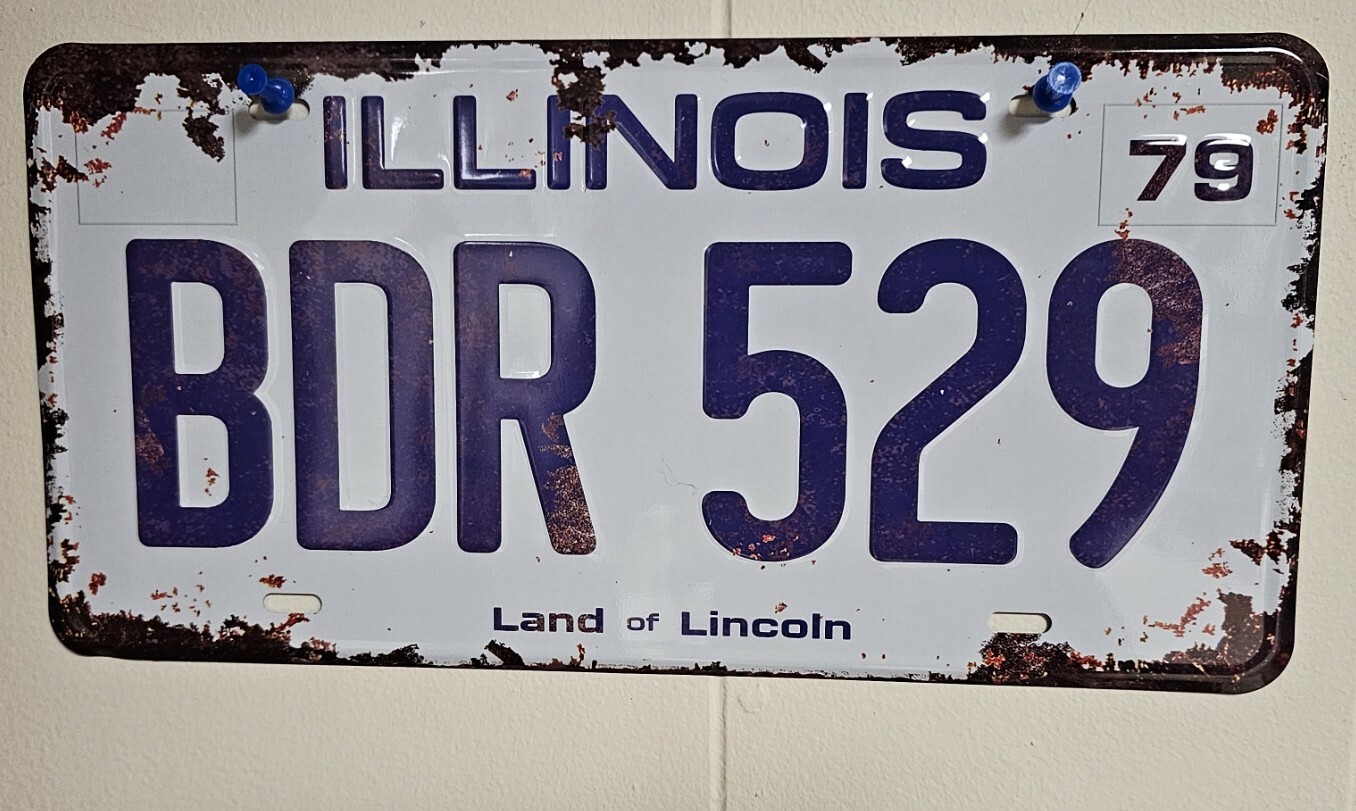 ILLINOIS
79
BDR 529
Land of Lincoln